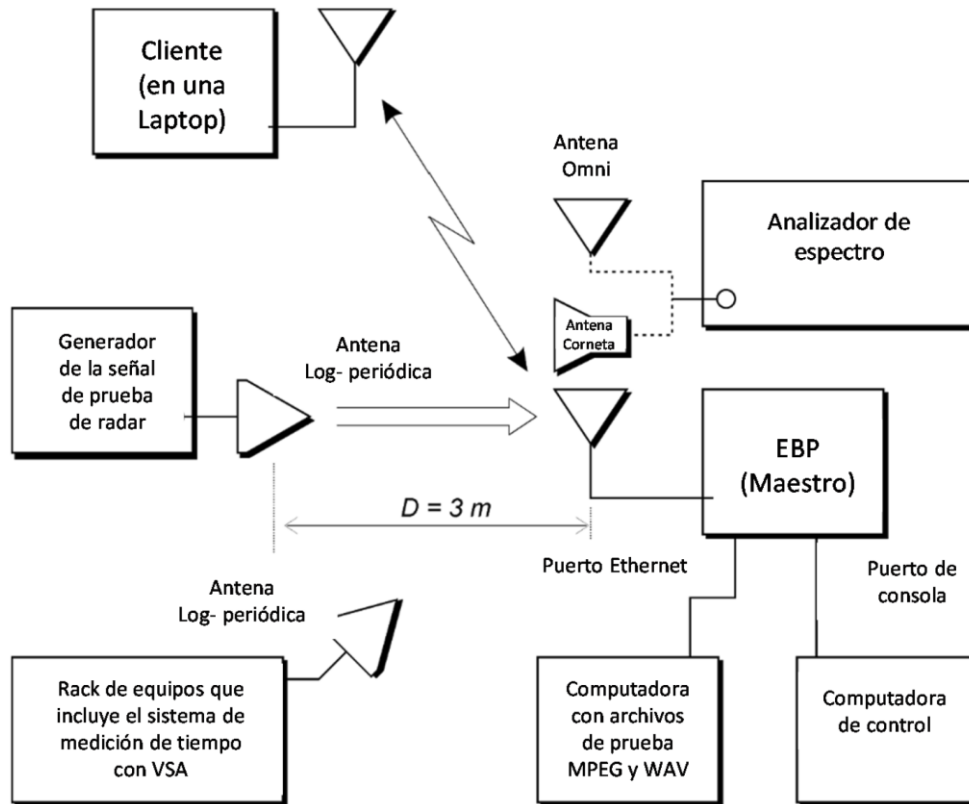 Cliente
(en una
Laptop)
Antena
Omni
Analizador de
espectro
Antena
Corneta
Generador
de la señal
de prueba
de radar
Antena
Log- periódica
EBP
(Maestro)
D = 3 m
Puerto Ethernet
Puerto de
consola
Antena
Log- periódica
Rack de equipos que
incluye el sistema de
medición de tiempo
con VSA
Computadora
con archivos
de prueba
MPEG y WAV
Computadora
de control